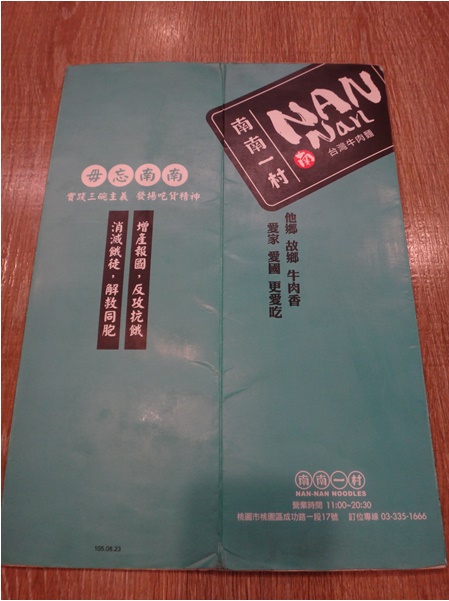 NAN
Nan
南南一村
南
台灣牛肉麵
他鄉 故鄉 牛肉香
愛家 愛國 更愛吃
南南一村
NAN-NAN NOODLES
營業時間 11:00~20:30
桃園市桃園區成功路一段17號 訂位專線 03-335-1666
毋忘南南
實踐三碗主義 發揚吃貨精神
增產報國，反攻抗餓
消滅餓徒，解救同胞
105.08.23